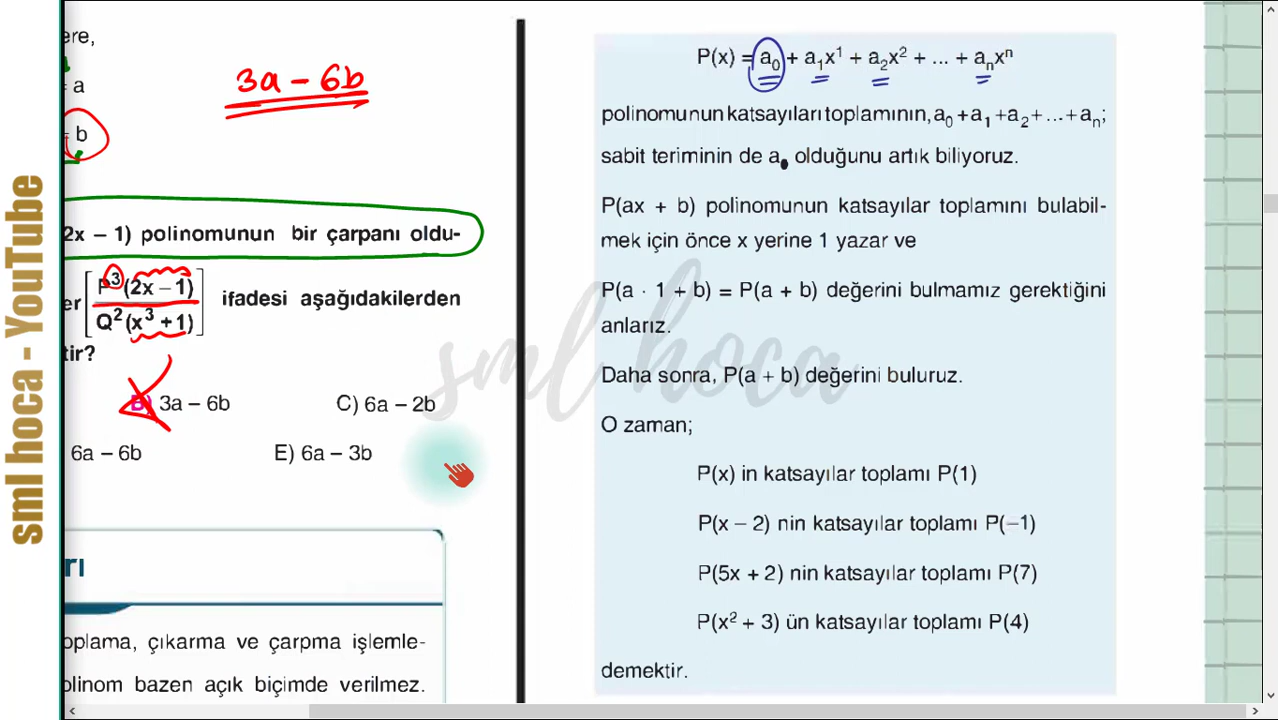 sml hoca - YouTube
ere,
= a
b
3a – 6b
2x – 1) polinomunun bir çarpanı oldu-
er [P³(2x – 1) / Q²(x³ + 1)] ifadesi aşağıdakilerden
tir?
B) 3a – 6b C) 6a – 2b
6a – 6b E) 6a – 3b
rı
oplama, çıkarma ve çarpma işlemle-
olinom bazen açık biçimde verilmez.
P(x) = a₀ + a₁x¹ + a₂x² + ... + aₙxⁿ
polinomunun katsayıları toplamının, a₀ + a₁ + a₂ + ... + aₙ;
sabit teriminin de a₀ olduğunu artık biliyoruz.
P(ax + b) polinomunun katsayılar toplamını bulabil-
mek için önce x yerine 1 yazar ve
P(a · 1 + b) = P(a + b) değerini bulmamız gerektiğini
anlarız.
Daha sonra, P(a + b) değerini buluruz.
O zaman;
P(x) in katsayılar toplamı P(1)
P(x – 2) nin katsayılar toplamı P(–1)
P(5x + 2) nin katsayılar toplamı P(7)
P(x² + 3) ün katsayılar toplamı P(4)
demektir.
sml hoca